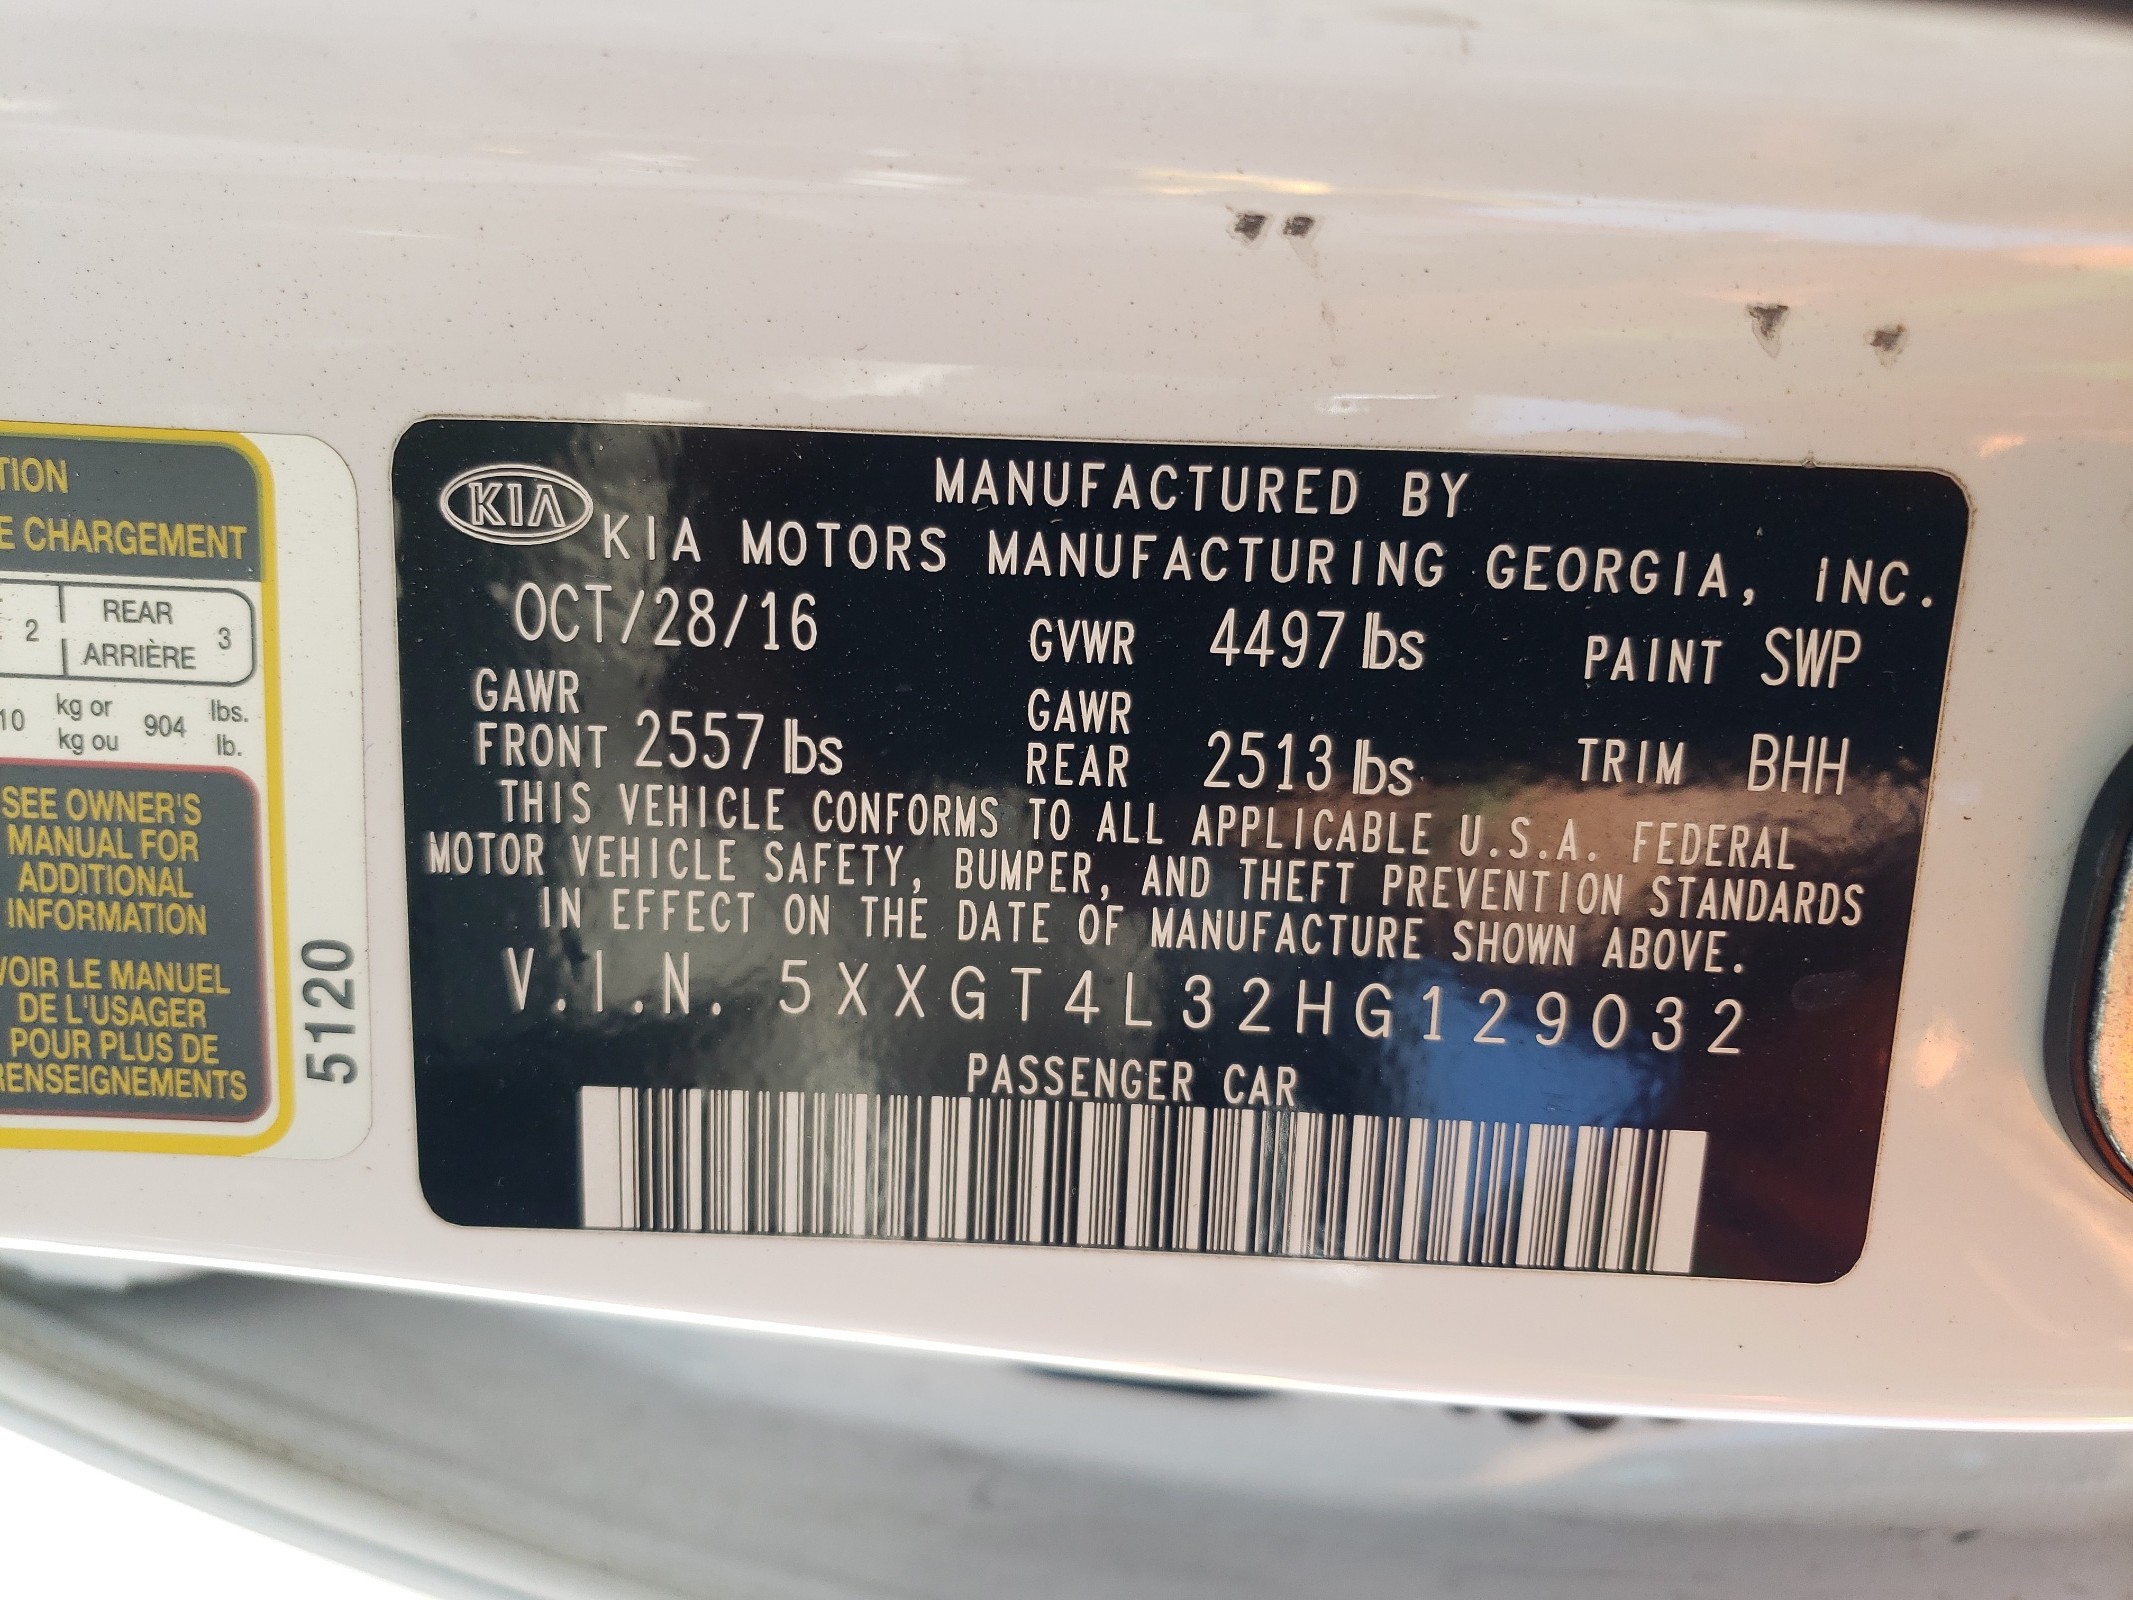 TION
E CHARGEMENT
2 REAR 3
ARRIÈRE
10 kg or 904 lbs.
kg ou lb.
SEE OWNER'S
MANUAL FOR
ADDITIONAL
INFORMATION
VOIR LE MANUEL
DE L'USAGER
POUR PLUS DE
RENSEIGNEMENTS
5120
KIA
MANUFACTURED BY
KIA MOTORS MANUFACTURING GEORGIA, INC.
OCT/28/16 GVWR 4497 lbs PAINT SWP
GAWR FRONT 2557 lbs GAWR REAR 2513 lbs TRIM BHH
THIS VEHICLE CONFORMS TO ALL APPLICABLE U.S.A. FEDERAL
MOTOR VEHICLE SAFETY, BUMPER, AND THEFT PREVENTION STANDARDS
IN EFFECT ON THE DATE OF MANUFACTURE SHOWN ABOVE.
V.I.N. 5XXGT4L32HG129032
PASSENGER CAR